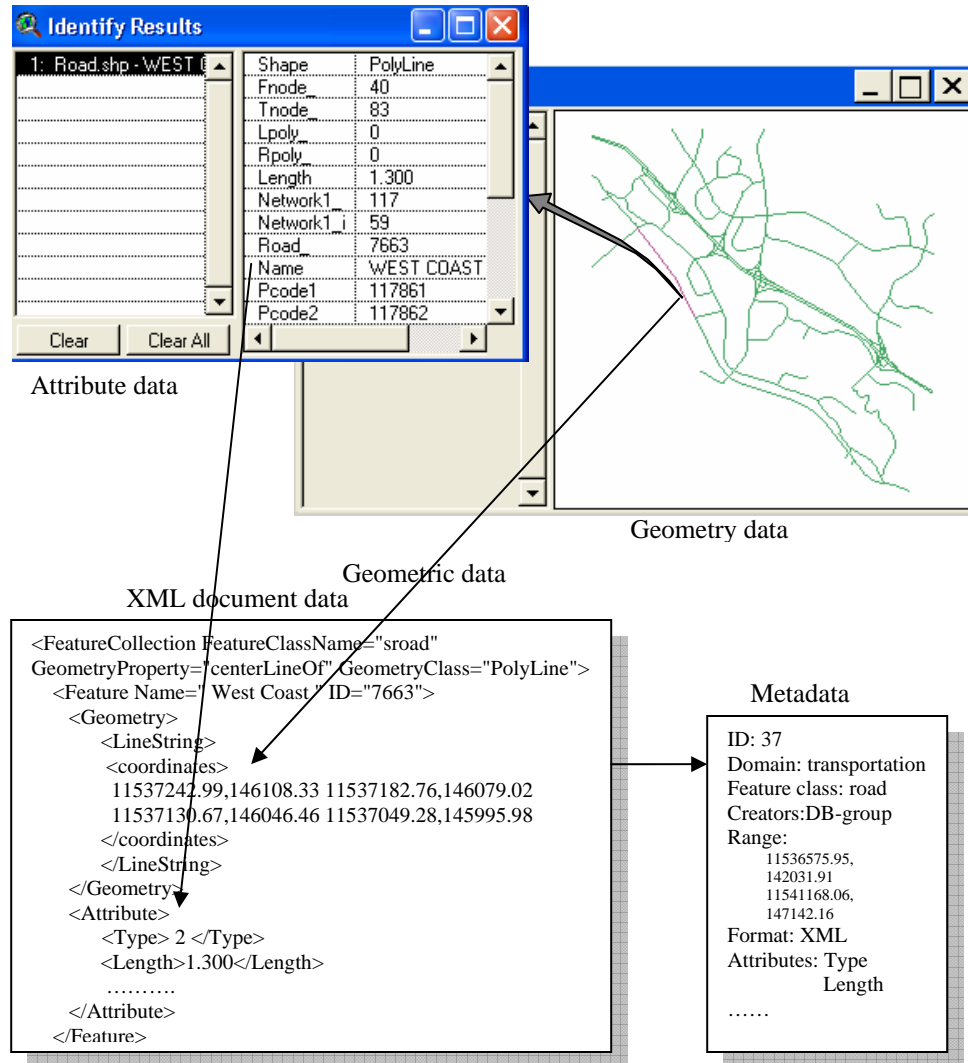 Identify Results
1: Road.shp - WEST
Shape PolyLine
Fnode_ 40
Tnode_ 83
Lpoly_ 0
Rpoly_ 0
Length 1.300
Network1_ 117
Network1_i 59
Road_ 7663
Name WEST COAST
Pcode1 117861
Pcode2 117862
Clear Clear All
Attribute data
Geometry data
Geometric data
XML document data
<FeatureCollection FeatureClassName="sroad"
GeometryProperty="centerLineOf" GeometryClass="PolyLine">
<Feature Name=" West Coast " ID="7663">
<Geometry>
<LineString>
<coordinates>
11537242.99,146108.33 11537182.76,146079.02
11537130.67,146046.46 11537049.28,145995.98
</coordinates>
</LineString>
</Geometry>
<Attribute>
<Type> 2 </Type>
<Length>1.300</Length>
……….
</Attribute>
</Feature>
Metadata
ID: 37
Domain: transportation
Feature class: road
Creators:DB-group
Range:
11536575.95,
142031.91
11541168.06,
147142.16
Format: XML
Attributes: Type
Length
……